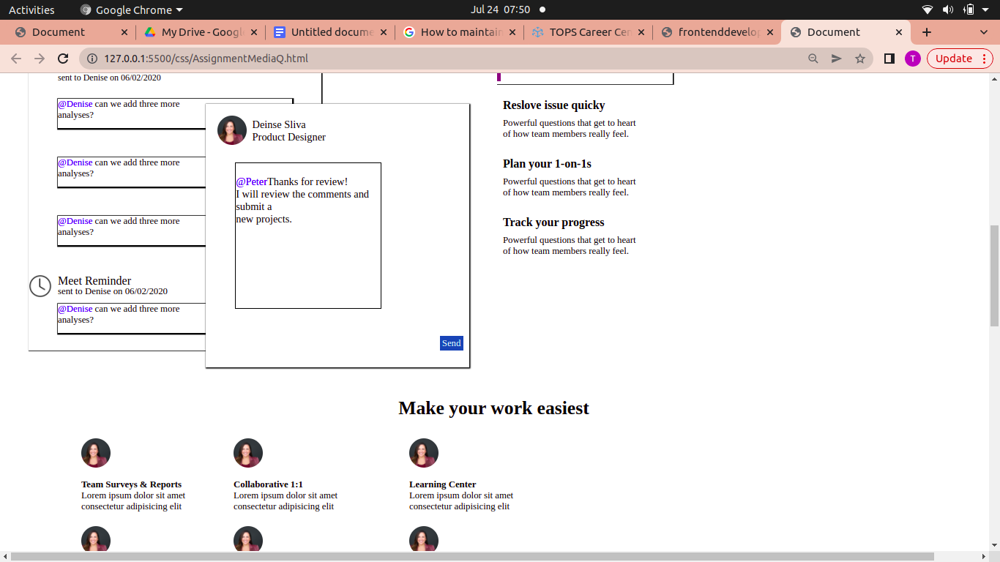 Activities
Google Chrome
Jul 24 07:50
Document
My Drive - Googl
Untitled docume
How to maintain
TOPS Career Cen
frontenddevelop
Document
127.0.0.1:5500/css/AssignmentMediaQ.html
T
Update
sent to Denise on 06/02/2020
@Denise can we add three more
analyses?
@Denise can we add three more
analyses?
@Denise can we add three more
analyses?
Meet Reminder
sent to Denise on 06/02/2020
@Denise can we add three more
analyses?
Deinse Sliva
Product Designer
@PeterThanks for review!
I will review the comments and
submit a
new projects.
Send
Reslove issue quicky
Powerful questions that get to heart
of how team members really feel.
Plan your 1-on-1s
Powerful questions that get to heart
of how team members really feel.
Track your progress
Powerful questions that get to heart
of how team members really feel.
Make your work easiest
Team Surveys & Reports
Lorem ipsum dolor sit amet
consectetur adipisicing elit
Collaborative 1:1
Lorem ipsum dolor sit amet
consectetur adipisicing elit
Learning Center
Lorem ipsum dolor sit amet
consectetur adipisicing elit